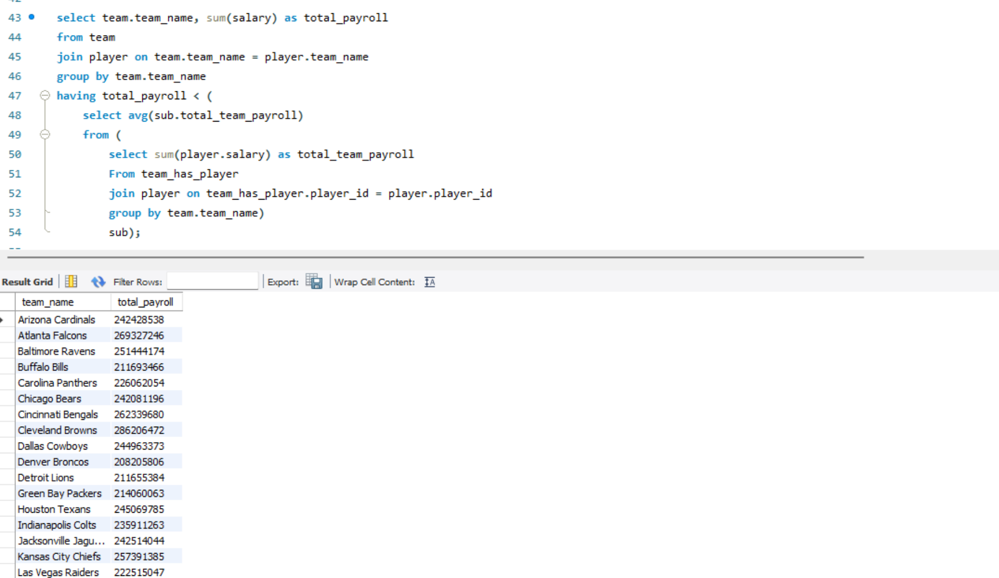 43 select team.team_name, sum(salary) as total_payroll
44 from team
45 join player on team.team_name = player.team_name
46 group by team.team_name
47 having total_payroll < (
48 select avg(sub.total_team_payroll)
49 from (
50 select sum(player.salary) as total_team_payroll
51 From team_has_player
52 join player on team_has_player.player_id = player.player_id
53 group by team.team_name)
54 sub);
Result Grid Filter Rows: Export: Wrap Cell Content: IA
team_name total_payroll
Arizona Cardinals 242428538
Atlanta Falcons 269327246
Baltimore Ravens 251444174
Buffalo Bills 211693466
Carolina Panthers 226062054
Chicago Bears 242081196
Cincinnati Bengals 262339680
Cleveland Browns 286206472
Dallas Cowboys 244963373
Denver Broncos 208205806
Detroit Lions 211655384
Green Bay Packers 214060063
Houston Texans 245069785
Indianapolis Colts 235911263
Jacksonville Jagu... 242514044
Kansas City Chiefs 257391385
Las Vegas Raiders 222515047